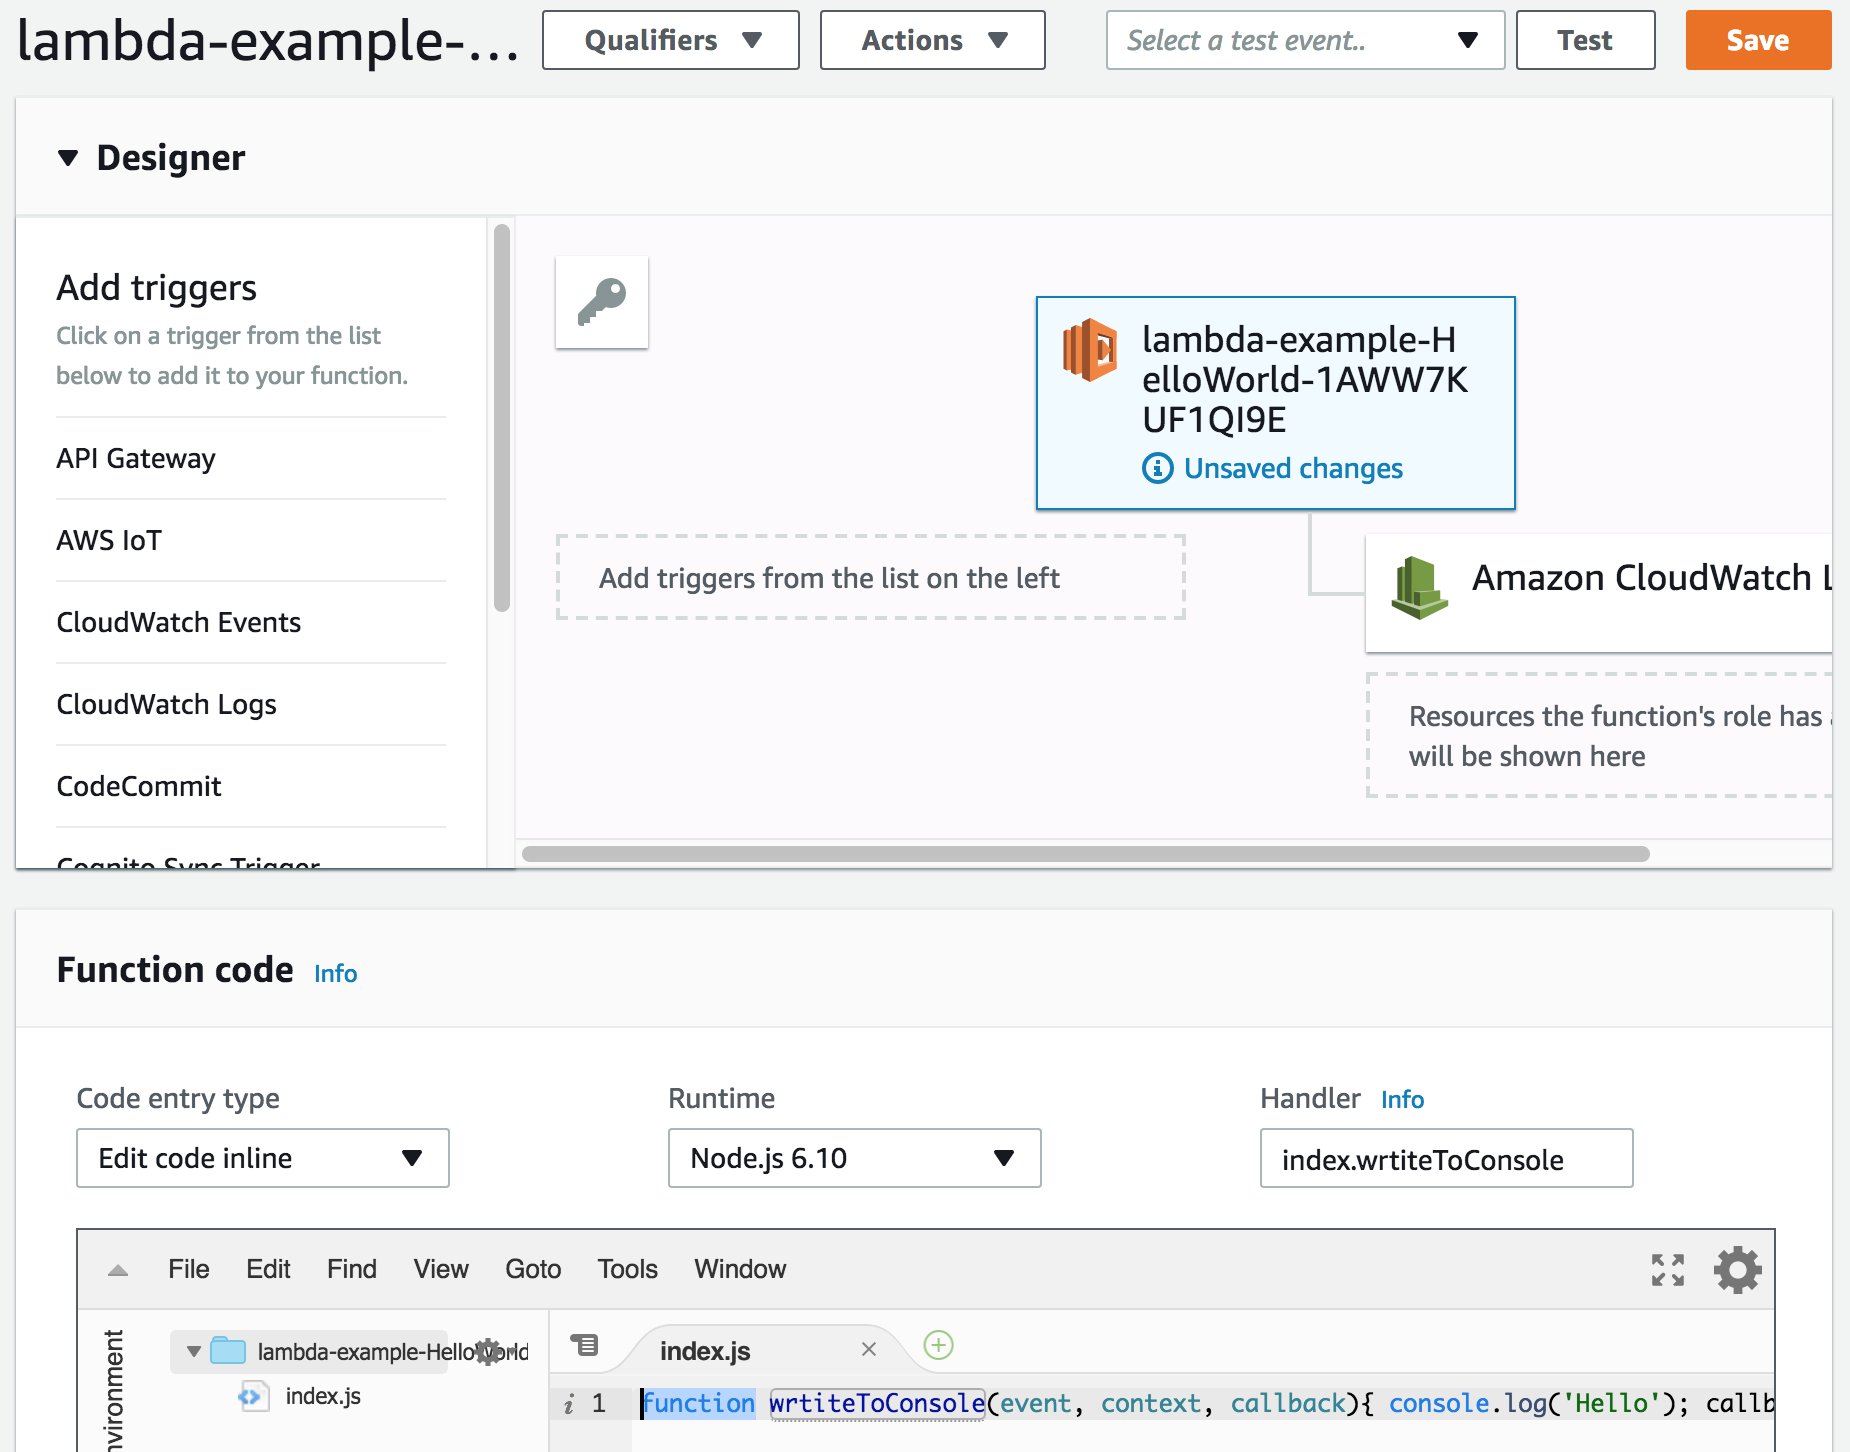 lambda-example-...
Qualifiers
Actions
Select a test event..
Test
Save
Designer
Add triggers
Click on a trigger from the list
below to add it to your function.
API Gateway
AWS IoT
CloudWatch Events
CloudWatch Logs
CodeCommit
Cognito Sync Trigger
lambda-example-H
elloWorld-1AWW7K
UF1QI9E
Unsaved changes
Add triggers from the list on the left
Amazon CloudWatch L
Resources the function's role has
will be shown here
Function code Info
Code entry type
Edit code inline
Runtime
Node.js 6.10
Handler Info
index.wrtiteToConsole
File Edit Find View Goto Tools Window
nvironment
lambda-example-HelloWorld
index.js
index.js
1 function wrtiteToConsole(event, context, callback){ console.log('Hello'); callb